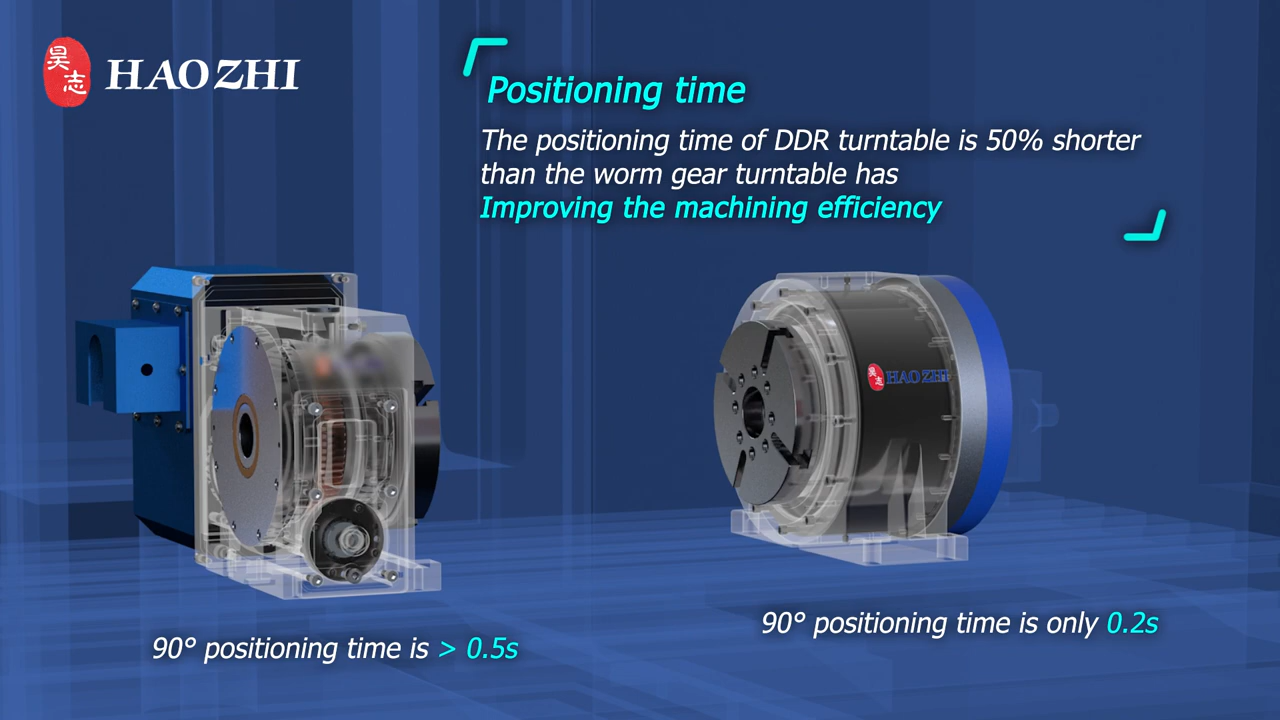 昊志 HAO ZHI
Positioning time
The positioning time of DDR turntable is 50% shorter
than the worm gear turntable has
Improving the machining efficiency
昊志 HAO ZHI
90° positioning time is only 0.2s
90° positioning time is > 0.5s